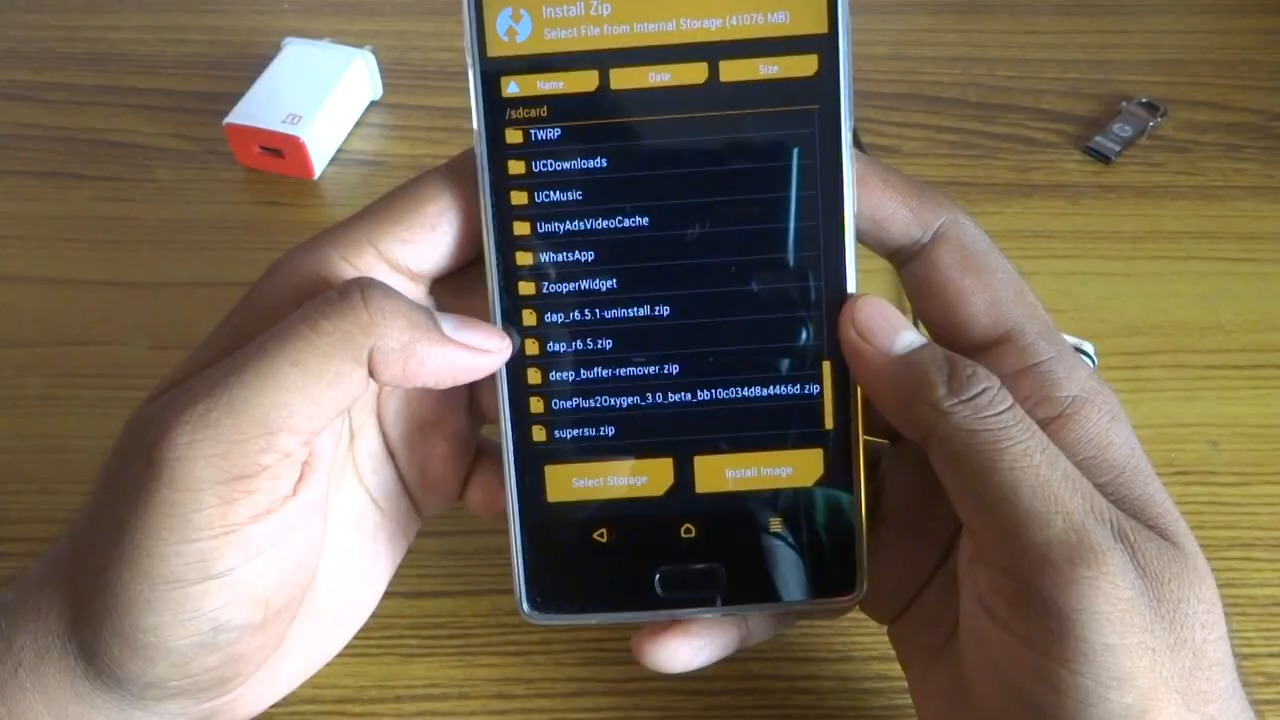 Install Zip
Select File from Internal Storage (41076 MB)
Name Date Size
/sdcard
TWRP
UCDownloads
UCMusic
UnityAdsVideoCache
WhatsApp
ZooperWidget
dap_r6.5.1-uninstall.zip
dap_r6.5.zip
deep_buffer-remover.zip
OnePlus2Oxygen_3.0_beta_bb10c034d8a4466d.zip
supersu.zip
Select Storage Install Image
hp